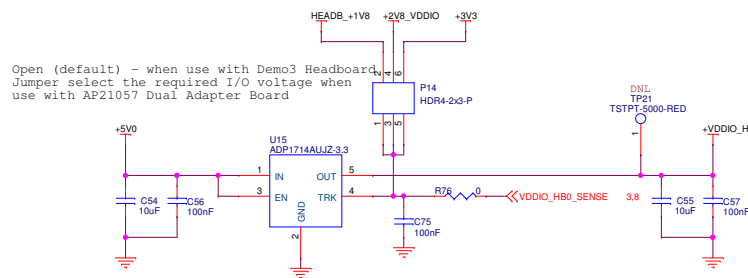 HEADB_+1V8
+2V8_VDDIO
+3V3
Open (default) - when use with Demo3 Headboard
Jumper select the required I/O voltage when
use with AP21057 Dual Adapter Board
2
4
6
P14
HDR4-2x3-P
1
3
5
DNL
TP21
TSTPT-5000-RED
1
+5V0
+VDDIO_H
U15
ADP1714AUJZ-3.3
1
IN
OUT
5
3
EN
TRK
4
GND
2
R76
0
VDDIO_HB0_SENSE
3,8
C54
10uF
C56
100nF
C75
100nF
C55
10uF
C57
100nF